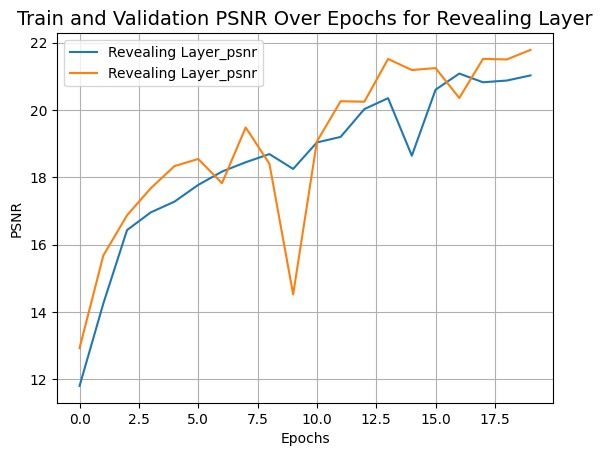 Train and Validation PSNR Over Epochs for Revealing Layer
Revealing Layer_psnr
Revealing Layer_psnr
PSNR
22
20
18
16
14
12
0.0 2.5 5.0 7.5 10.0 12.5 15.0 17.5
Epochs